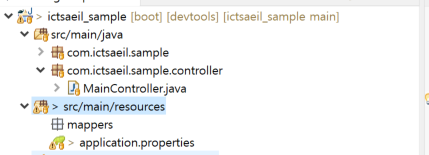 ictsaeil_sample [boot] [devtools] [ictsaeil_sample main]
src/main/java
com.ictsaeil.sample
com.ictsaeil.sample.controller
MainController.java
> src/main/resources
mappers
> application.properties